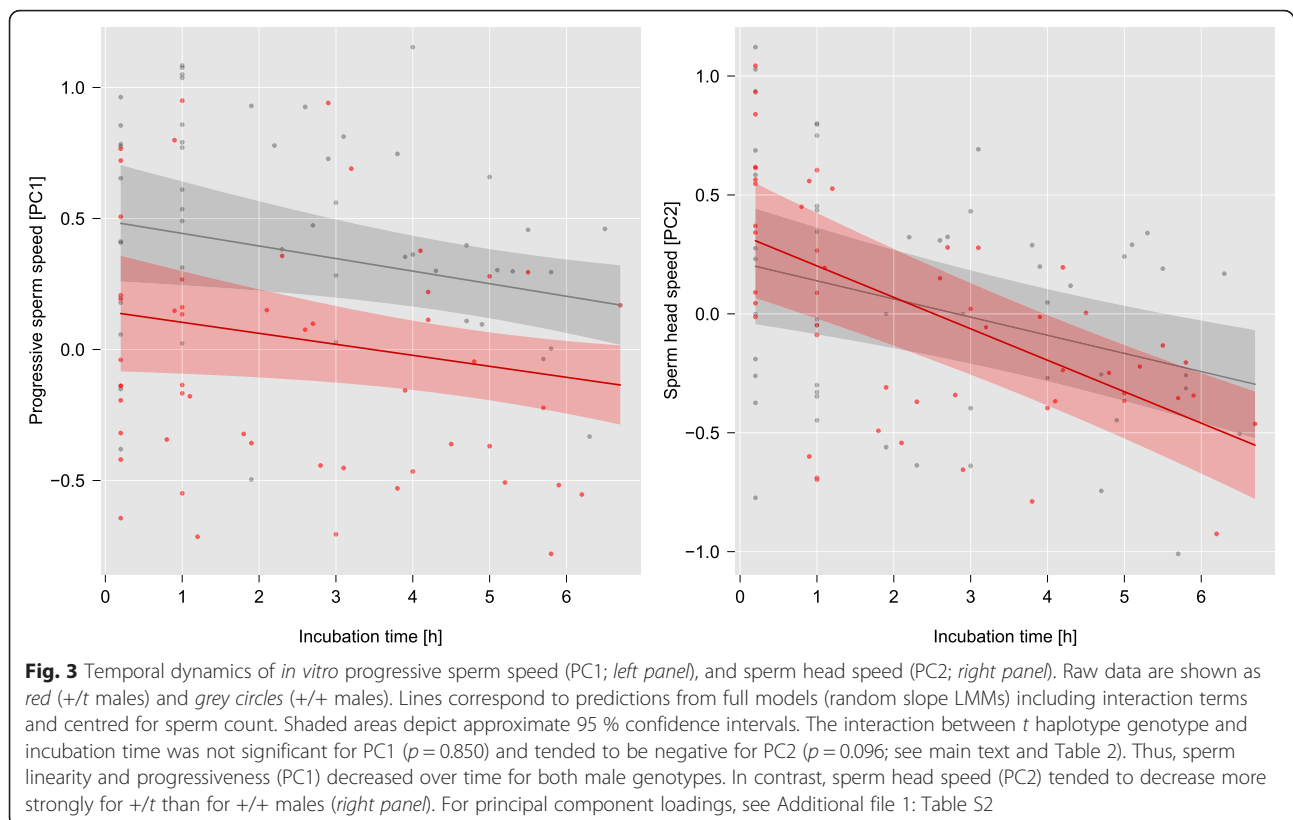 1.0
0.5
0.0
−0.5
Progressive sperm speed [PC1]
0 1 2 3 4 5 6
Incubation time [h]
1.0
0.5
0.0
−0.5
−1.0
Sperm head speed [PC2]
0 1 2 3 4 5 6
Incubation time [h]
Fig. 3 Temporal dynamics of in vitro progressive sperm speed (PC1; left panel), and sperm head speed (PC2; right panel). Raw data are shown as
red (+/t males) and grey circles (+/+ males). Lines correspond to predictions from full models (random slope LMMs) including interaction terms
and centred for sperm count. Shaded areas depict approximate 95 % confidence intervals. The interaction between t haplotype genotype and
incubation time was not significant for PC1 (p = 0.850) and tended to be negative for PC2 (p = 0.096; see main text and Table 2). Thus, sperm
linearity and progressiveness (PC1) decreased over time for both male genotypes. In contrast, sperm head speed (PC2) tended to decrease more
strongly for +/t than for +/+ males (right panel). For principal component loadings, see Additional file 1: Table S2